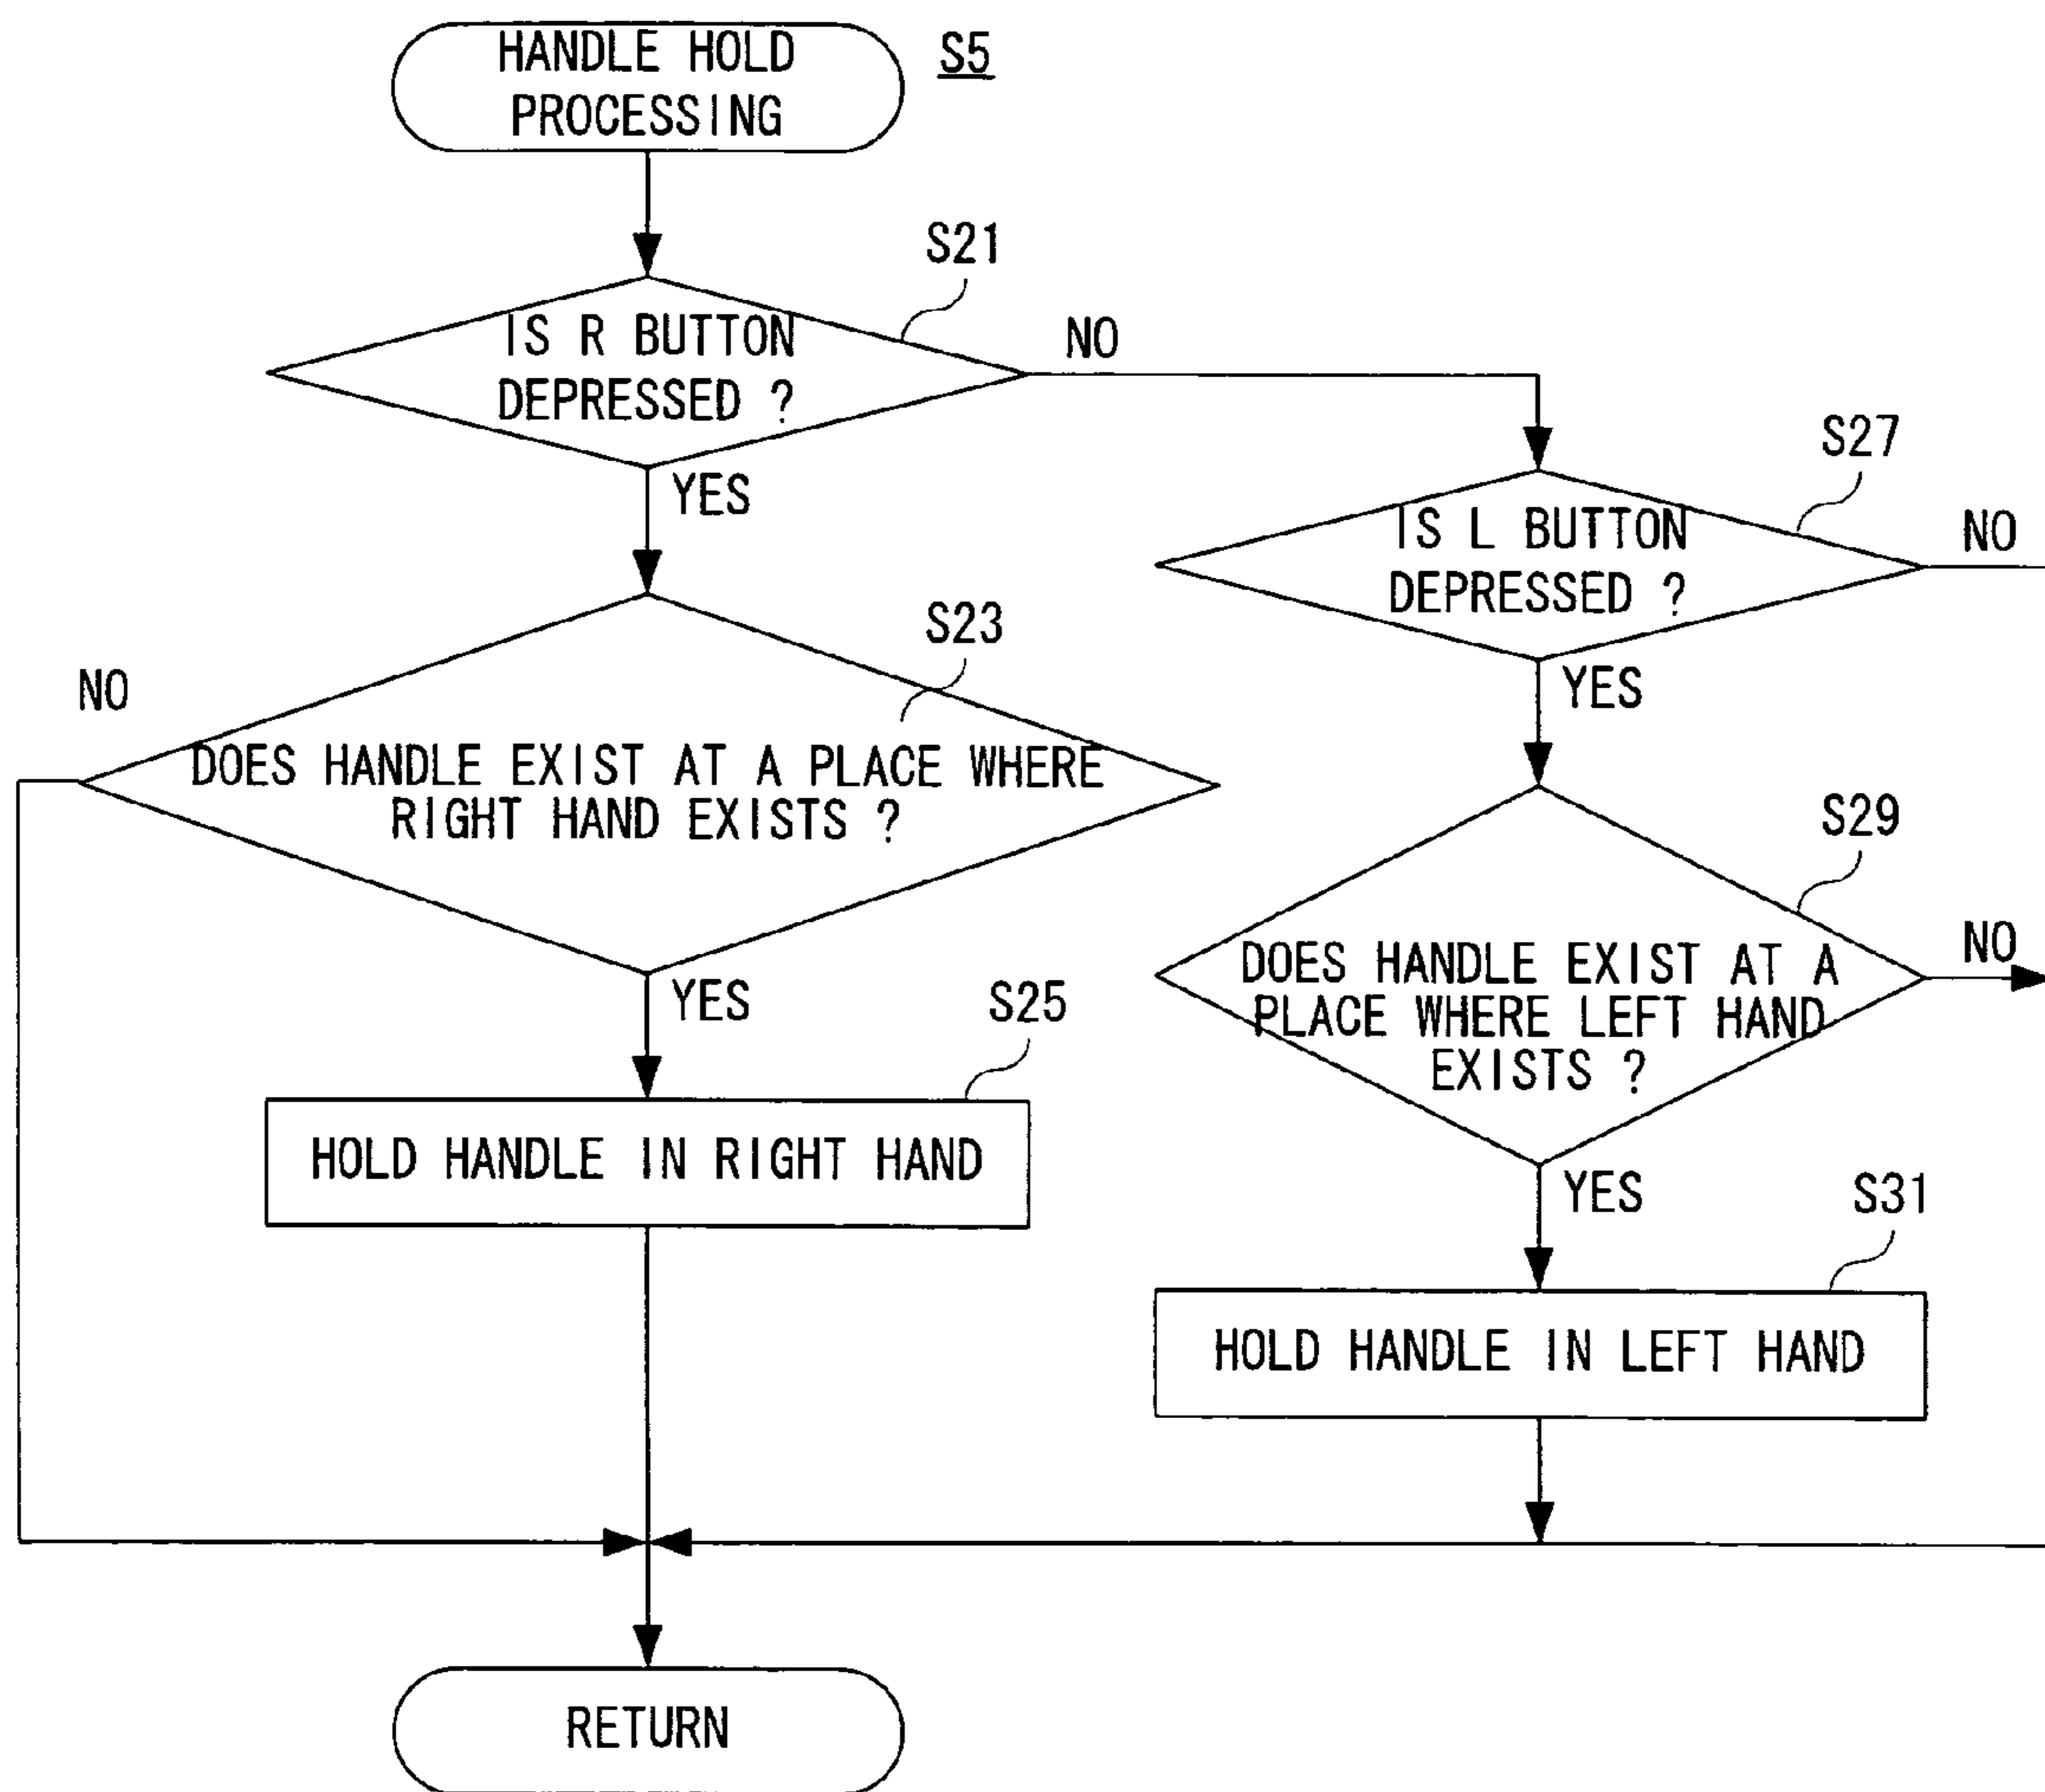 HANDLE HOLD
PROCESSING
S5
S21
IS R BUTTON
DEPRESSED ?
NO
YES
S27
IS L BUTTON
DEPRESSED ?
NO
YES
S23
NO
DOES HANDLE EXIST AT A PLACE WHERE
RIGHT HAND EXISTS ?
YES
S29
DOES HANDLE EXIST AT A
PLACE WHERE LEFT HAND
EXISTS ?
NO
YES
S25
HOLD HANDLE IN RIGHT HAND
S31
HOLD HANDLE IN LEFT HAND
RETURN